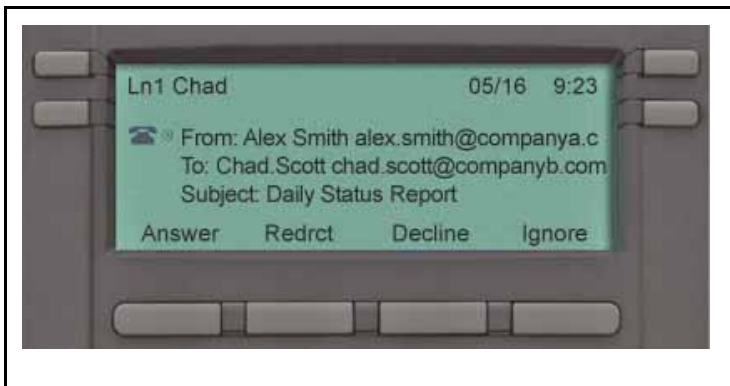 Ln1 Chad 05/16 9:23
From: Alex Smith alex.smith@companya.c
To: Chad.Scott chad.scott@companyb.com
Subject: Daily Status Report
Answer Redrct Decline Ignore